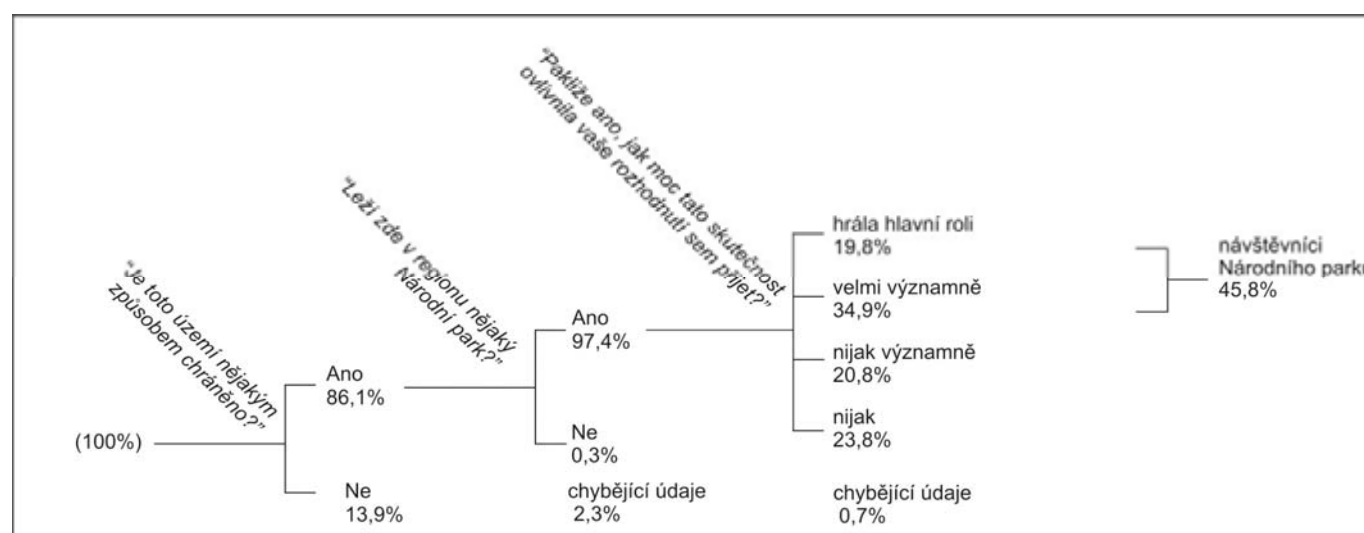 "Je toto území nějakým
způsobem chráněno?"
"Leží zde v regionu nějaký
Národní park?"
"Pakliže ano, jak moc tato skutečnost
ovlivnila vaše rozhodnutí sem přijet?"
(100%)
Ano
86,1%
Ne
13,9%
Ano
97,4%
Ne
0,3%
chybějící údaje
2,3%
hrála hlavní roli
19,8%
velmi významně
34,9%
nijak významně
20,8%
nijak
23,8%
chybějící údaje
0,7%
návštěvníci
Národního parku
45,8%